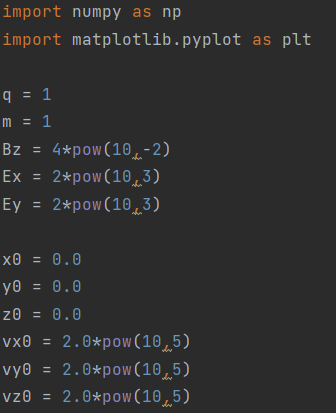 import numpy as np
import matplotlib.pyplot as plt
q = 1
m = 1
Bz = 4*pow(10,-2)
Ex = 2*pow(10,3)
Ey = 2*pow(10,3)
x0 = 0.0
y0 = 0.0
z0 = 0.0
vx0 = 2.0*pow(10,5)
vy0 = 2.0*pow(10,5)
vz0 = 2.0*pow(10,5)